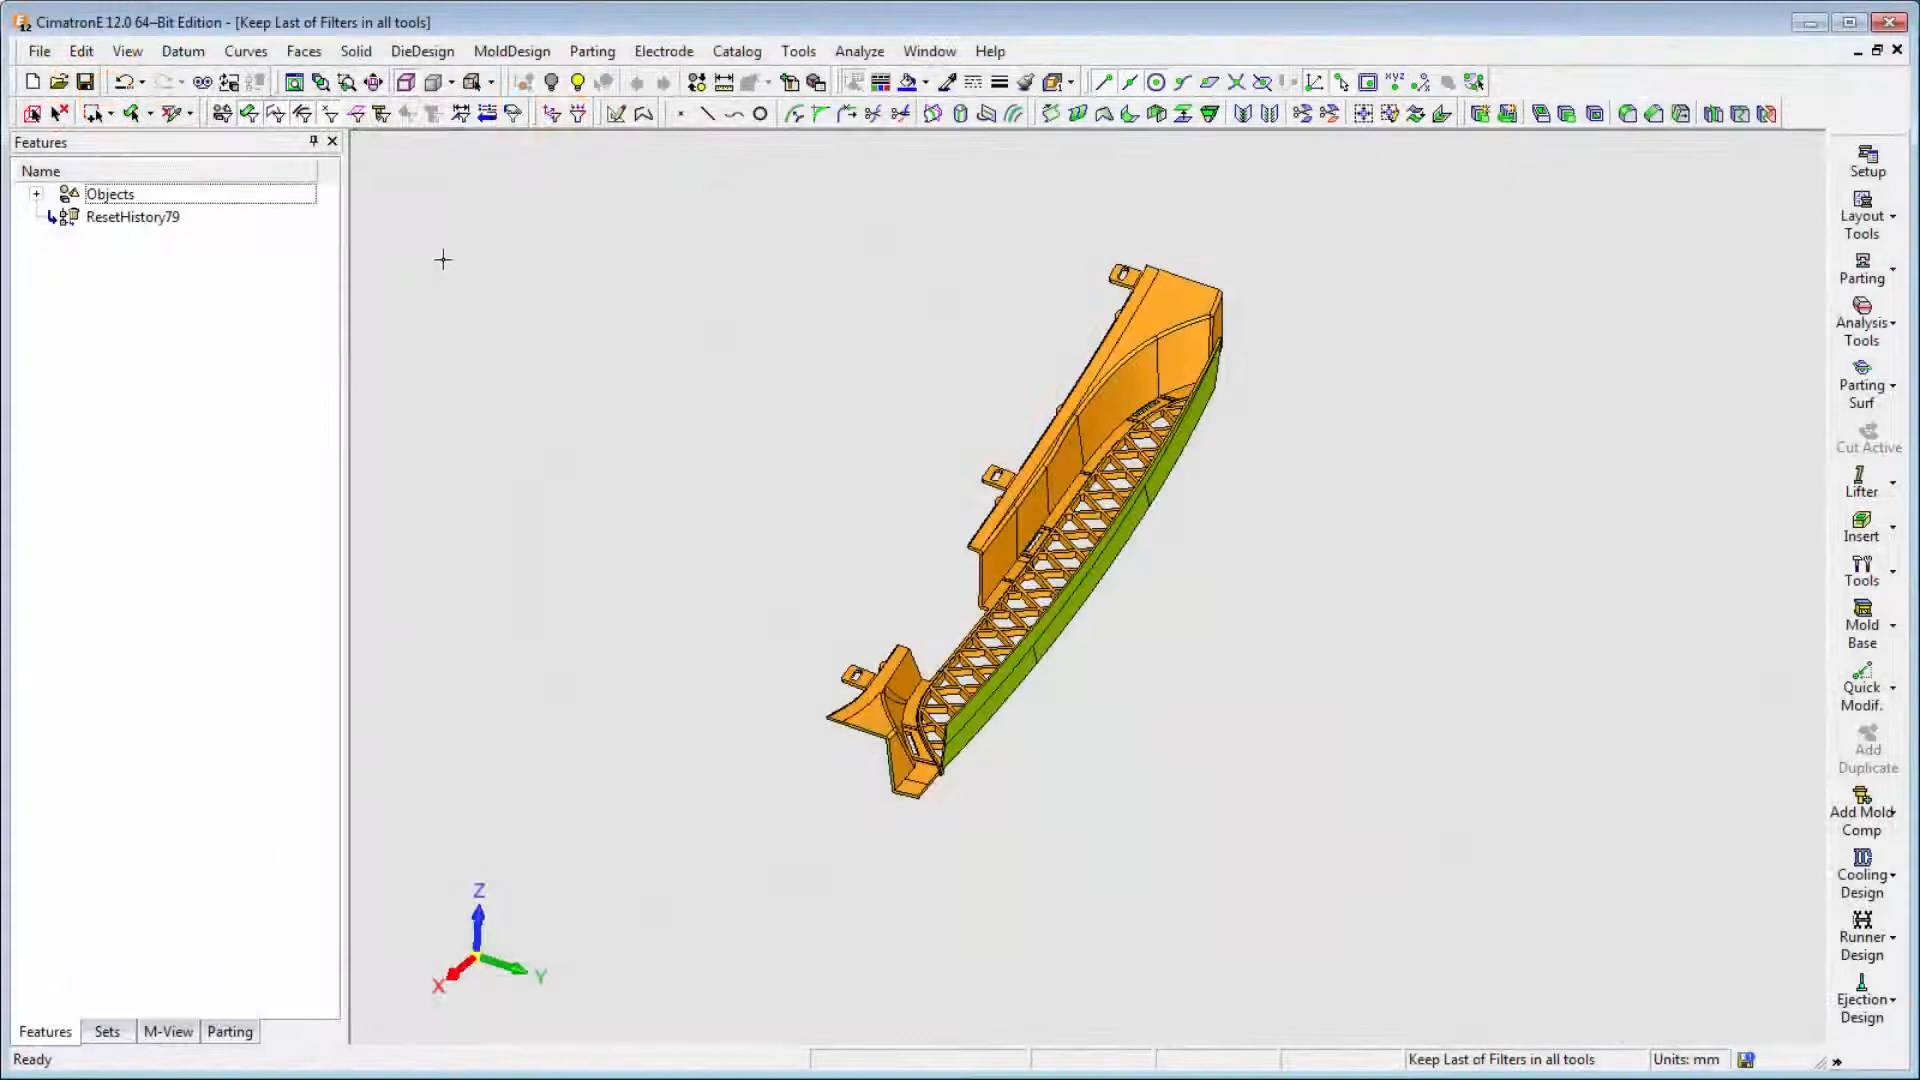 CimatronE 12.0 64–Bit Edition - [Keep Last of Filters in all tools]
File Edit View Datum Curves Faces Solid DieDesign MoldDesign Parting Electrode Catalog Tools Analyze Window Help
Features
Name
Objects
ResetHistory79
Setup
Layout
Tools
Parting
Analysis
Tools
Parting
Surf
Cut Active
Lifter
Insert
Tools
Mold
Base
Quick
Modif.
Add
Duplicate
Add Mold
Comp
Cooling
Design
Runner
Design
Ejection
Design
Z
X
Y
Features Sets M-View Parting
Ready
Keep Last of Filters in all tools
Units: mm